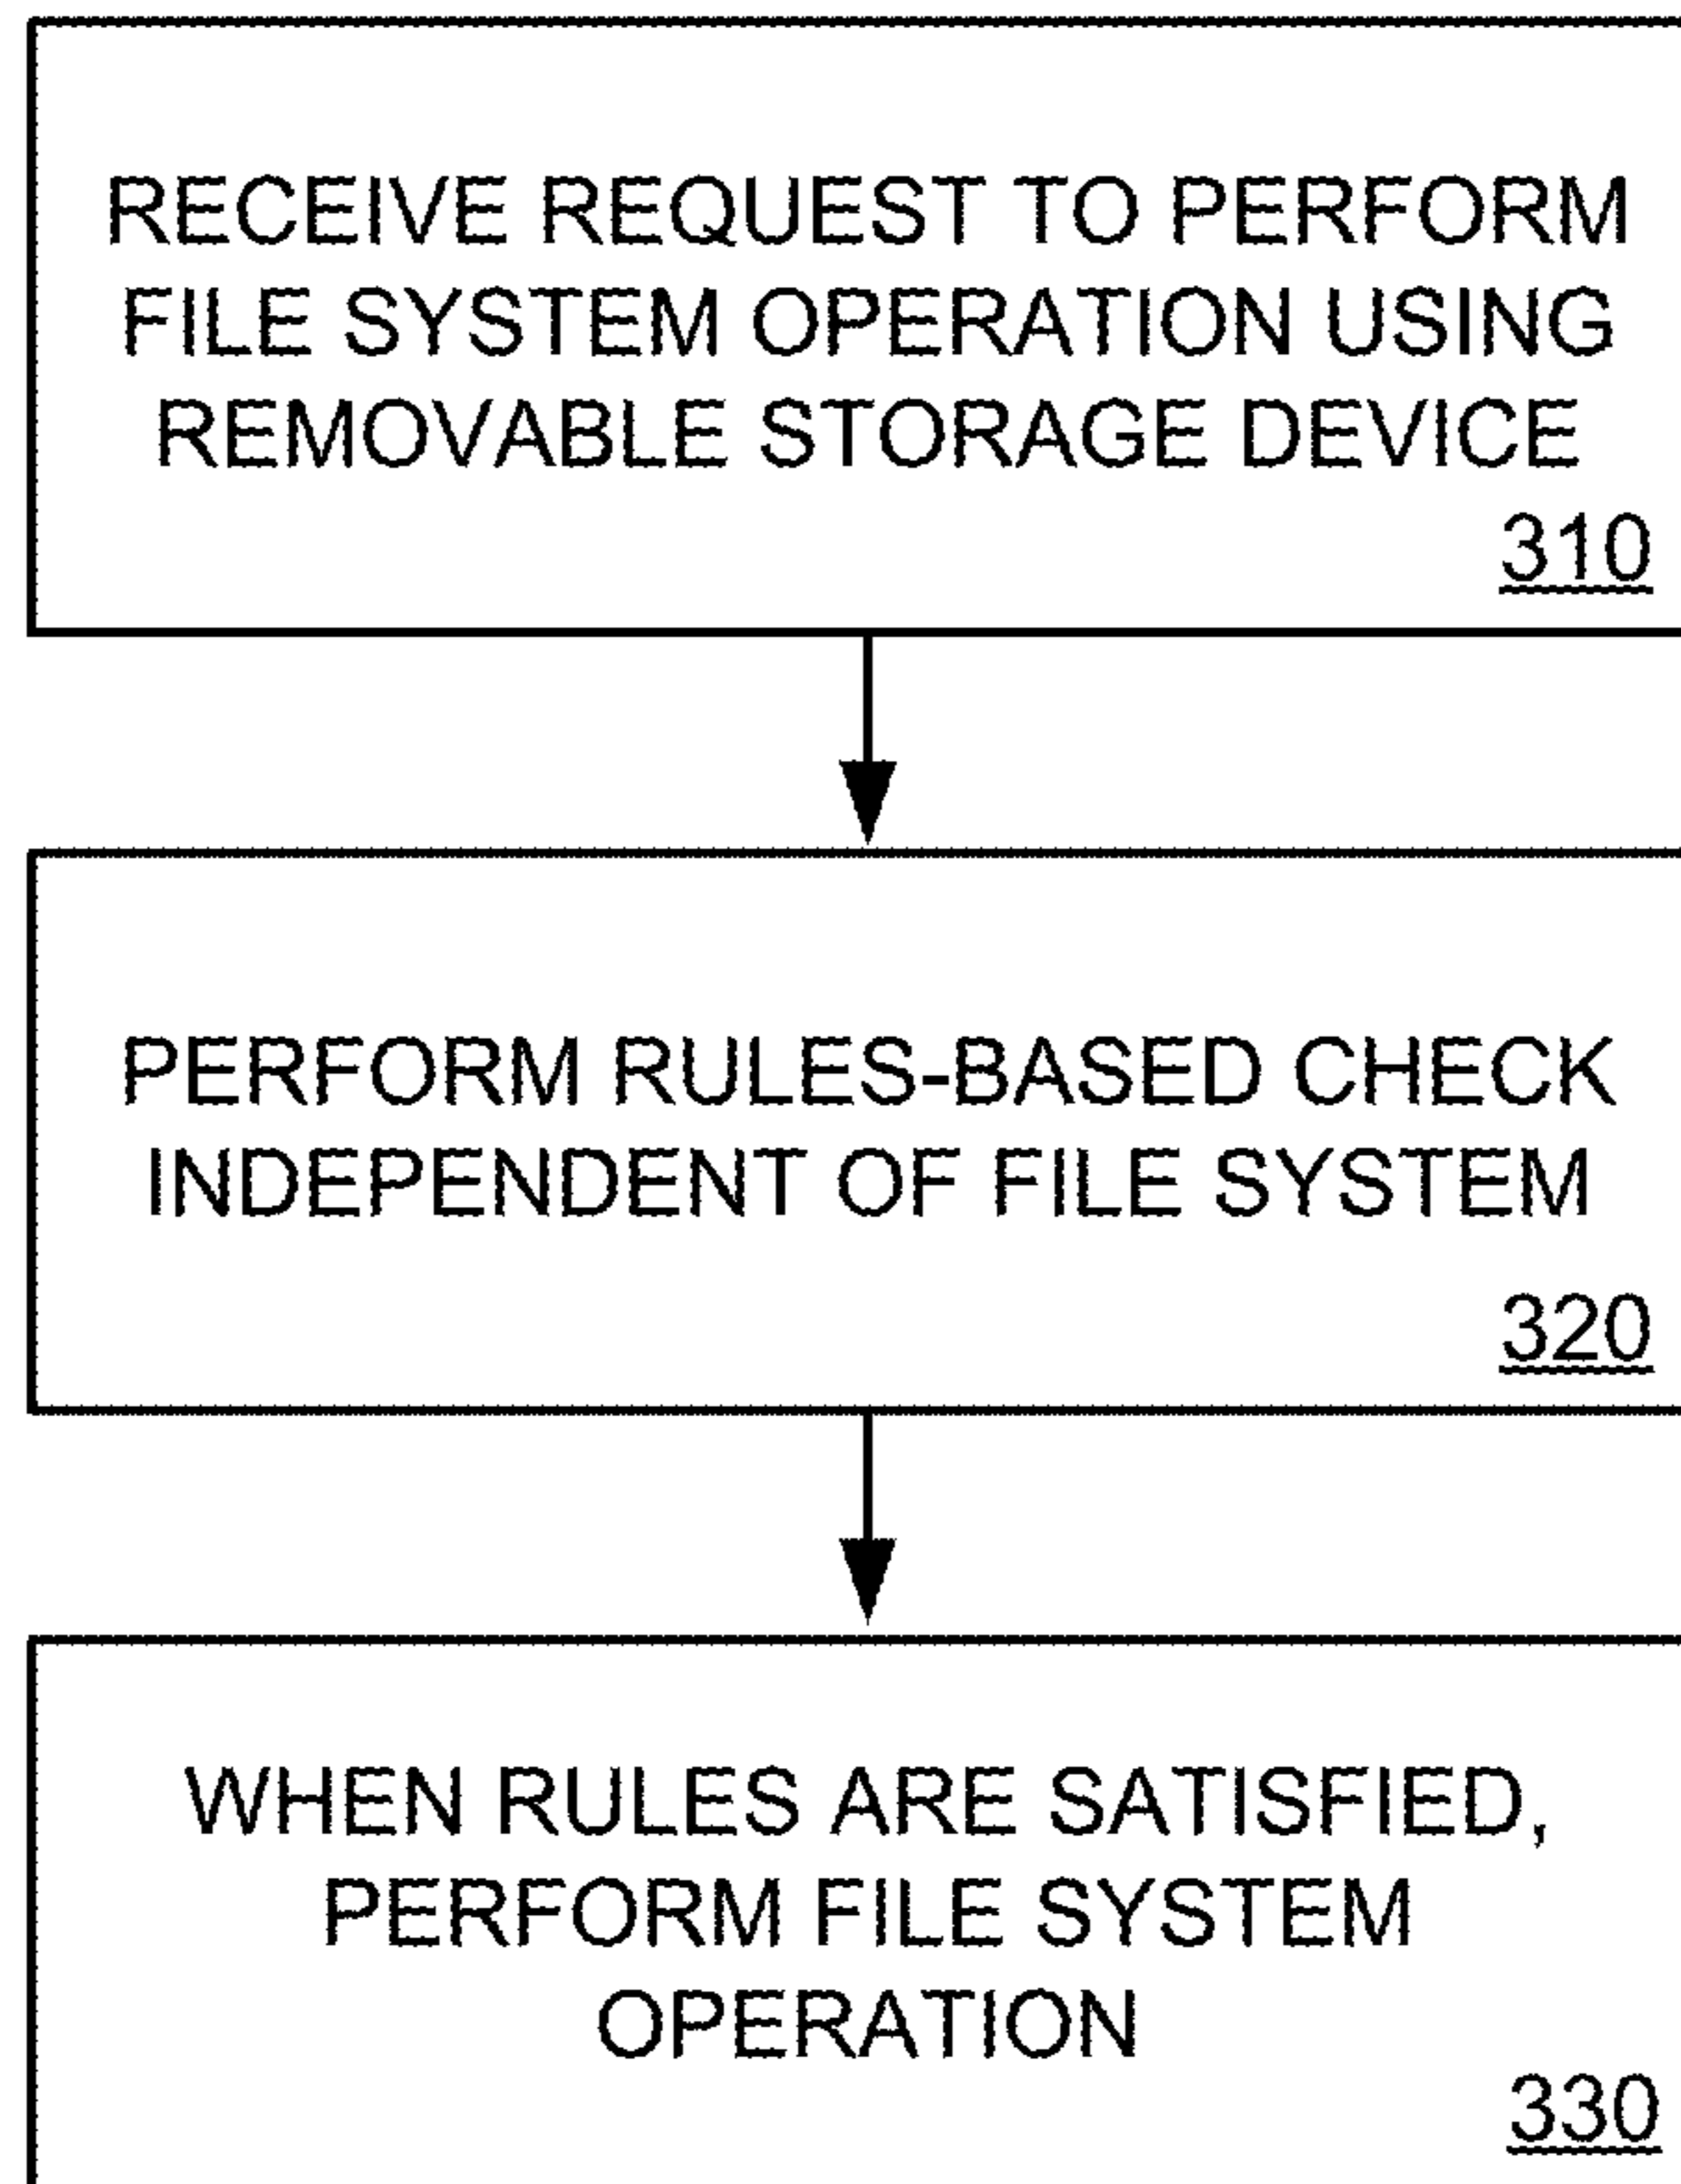 RECEIVE REQUEST TO PERFORM
FILE SYSTEM OPERATION USING
REMOVABLE STORAGE DEVICE
310
PERFORM RULES-BASED CHECK
INDEPENDENT OF FILE SYSTEM
320
WHEN RULES ARE SATISFIED,
PERFORM FILE SYSTEM
OPERATION
330